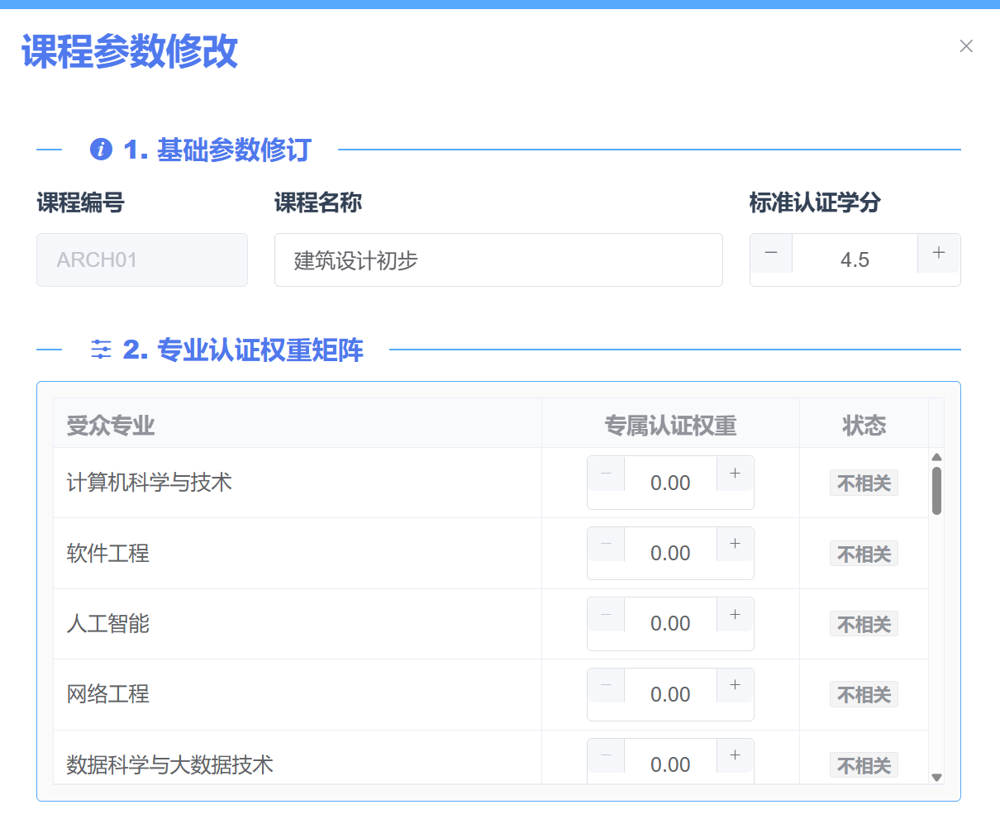 课程参数修改
1. 基础参数修订
课程编号 课程名称 标准认证学分
ARCH01 建筑设计初步 − 4.5 +
2. 专业认证权重矩阵
受众专业 专属认证权重 状态
计算机科学与技术 − 0.00 + 不相关
软件工程 − 0.00 + 不相关
人工智能 − 0.00 + 不相关
网络工程 − 0.00 + 不相关
数据科学与大数据技术 − 0.00 + 不相关